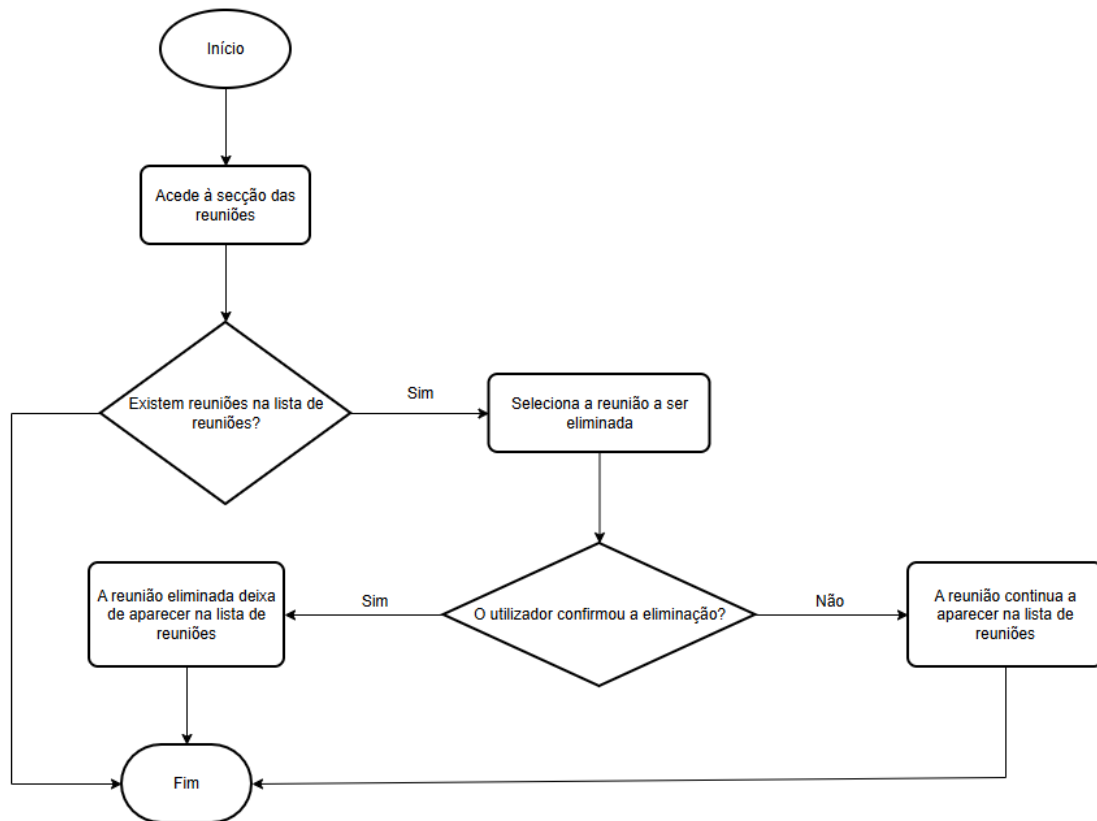 Início
Acede à secção das
reuniões
Existem reuniões na lista de
reuniões?
Sim
Seleciona a reunião a ser
eliminada
O utilizador confirmou a eliminação?
Sim
A reunião eliminada deixa
de aparecer na lista de
reuniões
Não
A reunião continua a
aparecer na lista de
reuniões
Fim